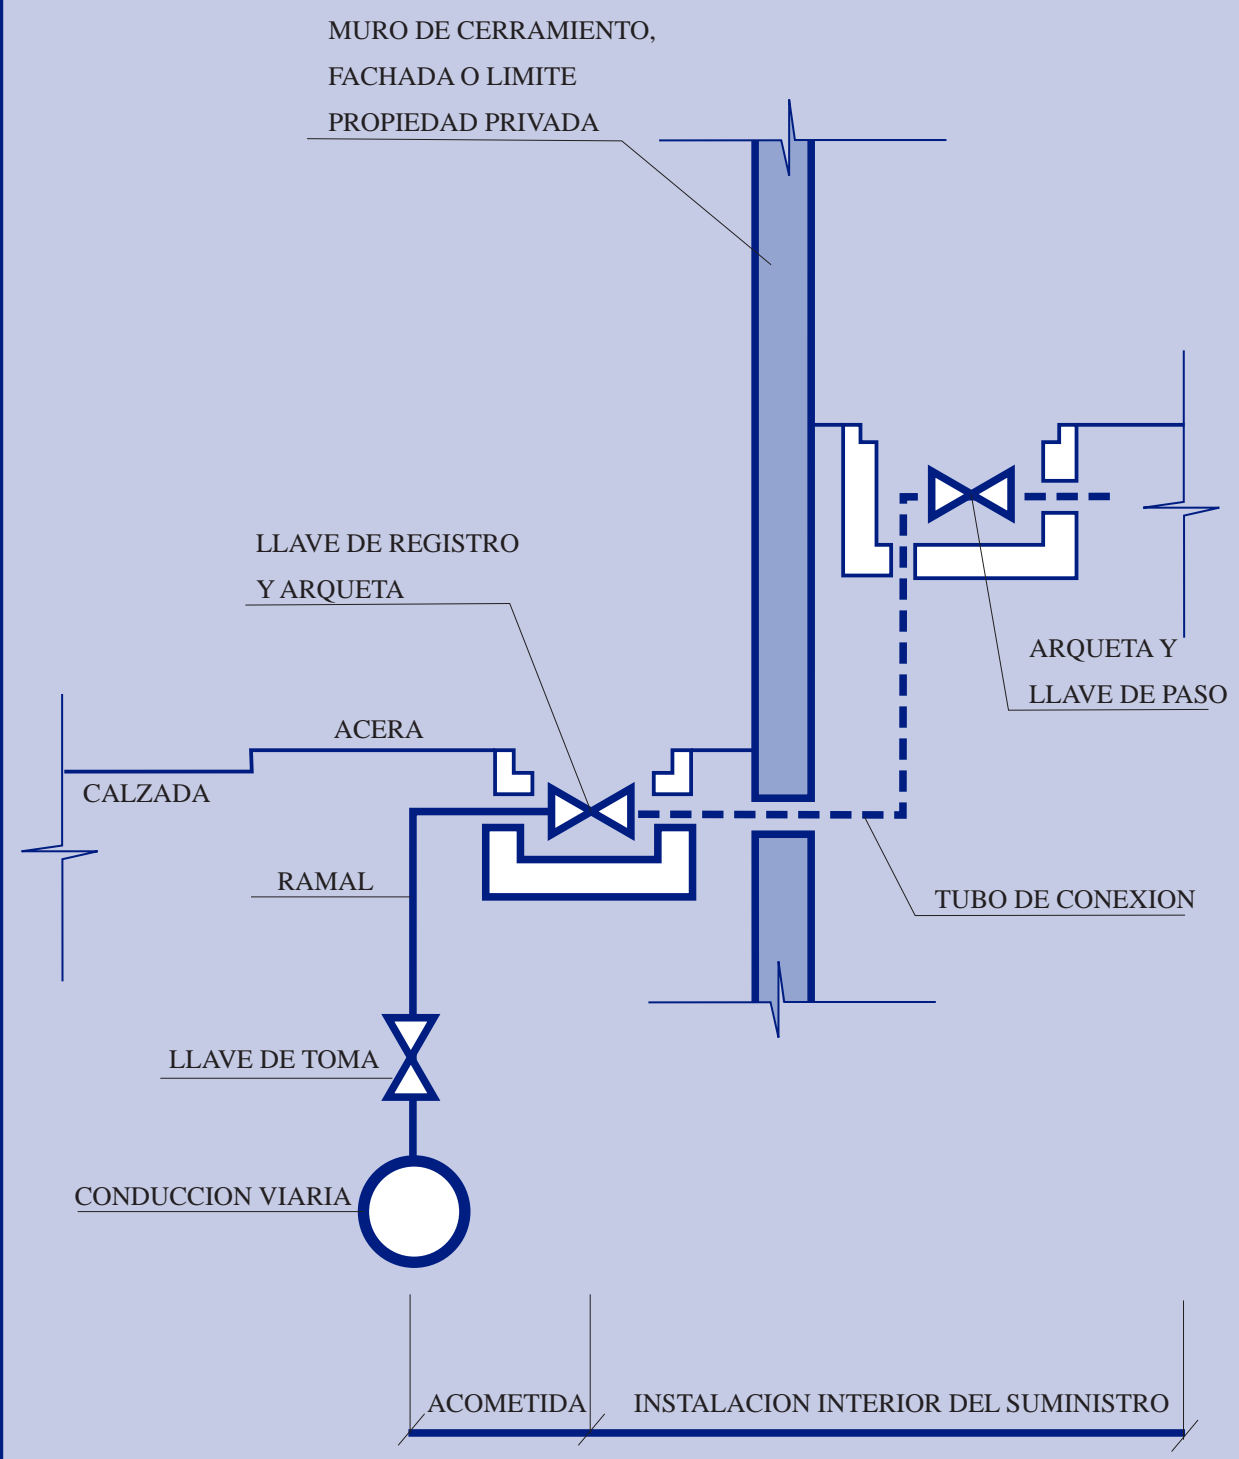 MURO DE CERRAMIENTO,
FACHADA O LIMITE
PROPIEDAD PRIVADA
LLAVE DE REGISTRO
Y ARQUETA
ARQUETA Y
LLAVE DE PASO
ACERA
CALZADA
RAMAL
TUBO DE CONEXION
LLAVE DE TOMA
CONDUCCION VIARIA
ACOMETIDA
INSTALACION INTERIOR DEL SUMINISTRO